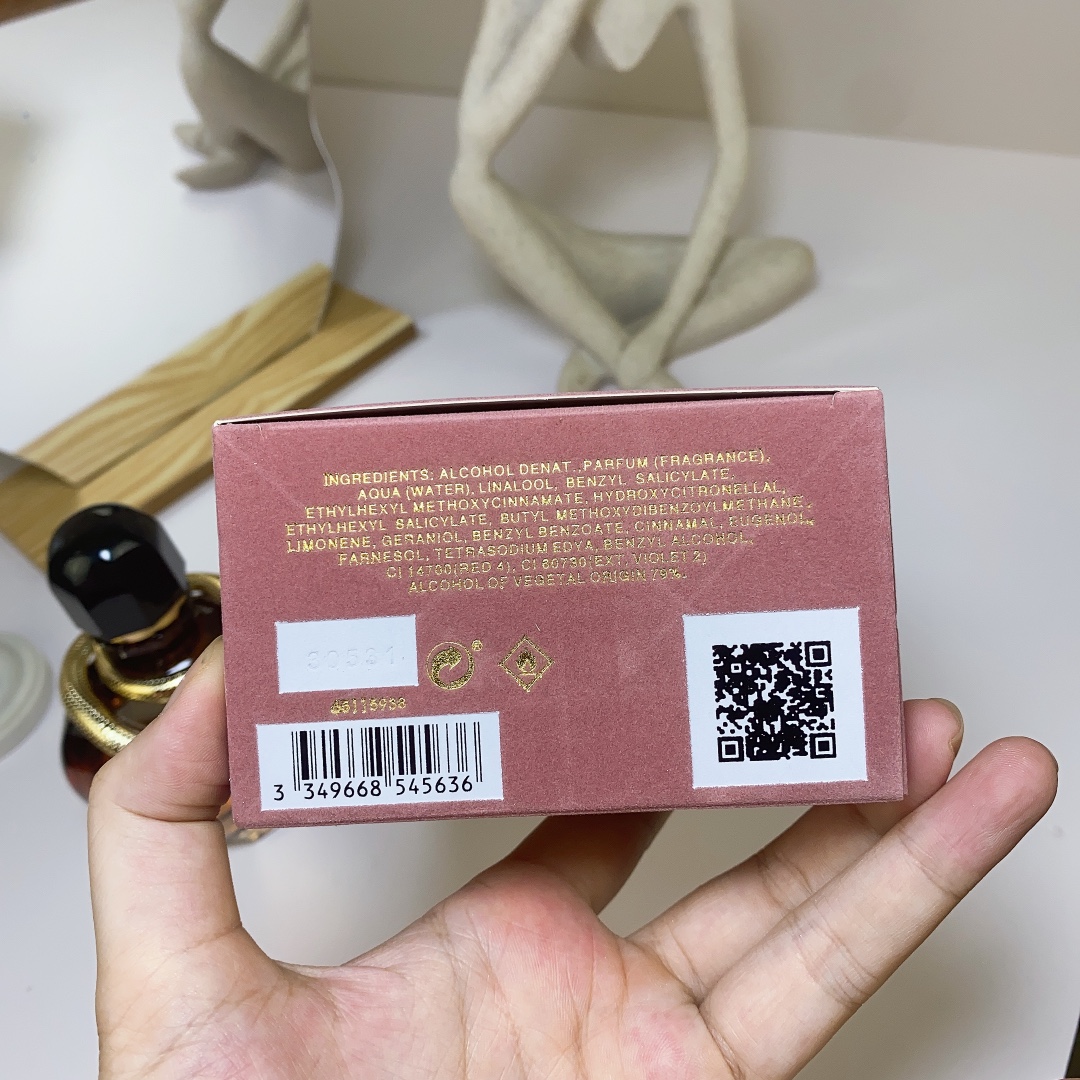 INGREDIENTS: ALCOHOL DENAT., PARFUM (FRAGRANCE),
AQUA (WATER), LINALOOL, BENZYL SALICYLATE,
ETHYLHEXYL METHOXYCINNAMATE, HYDROXYCITRONELLAL,
ETHYLHEXYL SALICYLATE, BUTYL METHOXYDIBENZOYLMETHANE,
LIMONENE, GERANIOL, BENZYL BENZOATE, CINNAMAL, EUGENOL,
FARNESOL, TETRASODIUM EDYA, BENZYL ALCOHOL,
CI 14700(RED 4), CI 60730(EXT. VIOLET 2)
ALCOHOL OF VEGETAL ORIGIN 79%.
30531
®
65115938
3 349668 545636